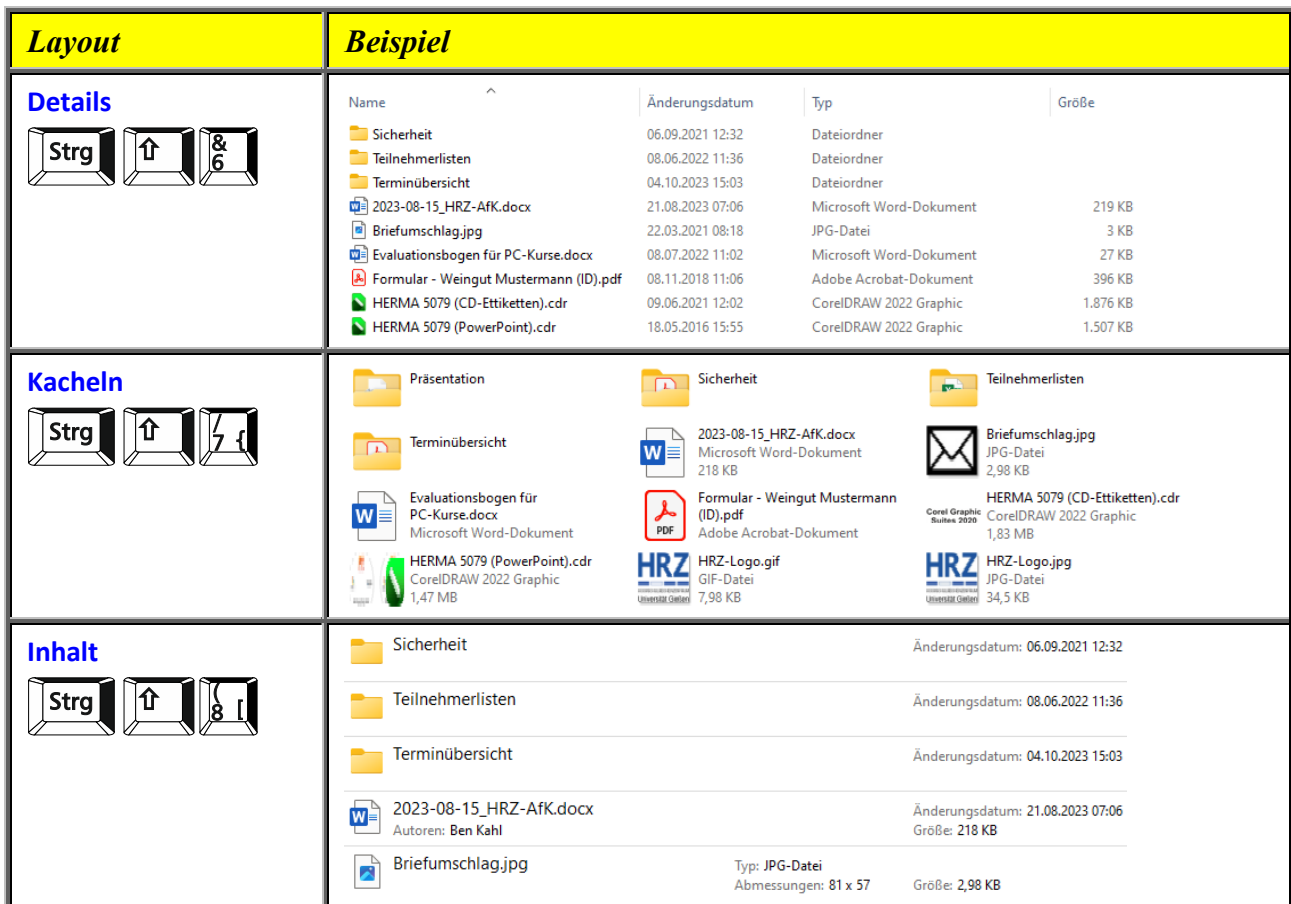 Layout Beispiel
Details
Strg ⇧ & 6
Name Änderungsdatum Typ Größe
Sicherheit 06.09.2021 12:32 Dateiordner
Teilnehmerlisten 08.06.2022 11:36 Dateiordner
Terminübersicht 04.10.2023 15:03 Dateiordner
2023-08-15_HRZ-AfK.docx 21.08.2023 07:06 Microsoft Word-Dokument 219 KB
Briefumschlag.jpg 22.03.2021 08:18 JPG-Datei 3 KB
Evaluationsbogen für PC-Kurse.docx 08.07.2022 11:02 Microsoft Word-Dokument 27 KB
Formular - Weingut Mustermann (ID).pdf 08.11.2018 11:06 Adobe Acrobat-Dokument 396 KB
HERMA 5079 (CD-Ettiketten).cdr 09.06.2021 12:02 CorelDRAW 2022 Graphic 1.876 KB
HERMA 5079 (PowerPoint).cdr 18.05.2016 15:55 CorelDRAW 2022 Graphic 1.507 KB
Kacheln
Strg ⇧ / 7 {
Präsentation Sicherheit Teilnehmerlisten
Terminübersicht
2023-08-15_HRZ-AfK.docx
Microsoft Word-Dokument
218 KB
Briefumschlag.jpg
JPG-Datei
2,98 KB
Evaluationsbogen für
PC-Kurse.docx
Microsoft Word-Dokument
PDF
Formular - Weingut Mustermann
(ID).pdf
Adobe Acrobat-Dokument
Corel Graphic
Suites 2020
HERMA 5079 (CD-Ettiketten).cdr
CorelDRAW 2022 Graphic
1,83 MB
HERMA 5079 (PowerPoint).cdr
CorelDRAW 2022 Graphic
1,47 MB
HRZ
Universität Gießen
HRZ-Logo.gif
GIF-Datei
7,98 KB
HRZ
Universität Gießen
HRZ-Logo.jpg
JPG-Datei
34,5 KB
Inhalt
Strg ⇧ ( 8 [
Sicherheit Änderungsdatum: 06.09.2021 12:32
Teilnehmerlisten Änderungsdatum: 08.06.2022 11:36
Terminübersicht Änderungsdatum: 04.10.2023 15:03
2023-08-15_HRZ-AfK.docx Änderungsdatum: 21.08.2023 07:06
Autoren: Ben Kahl Größe: 218 KB
Briefumschlag.jpg Typ: JPG-Datei
Abmessungen: 81 x 57 Größe: 2,98 KB